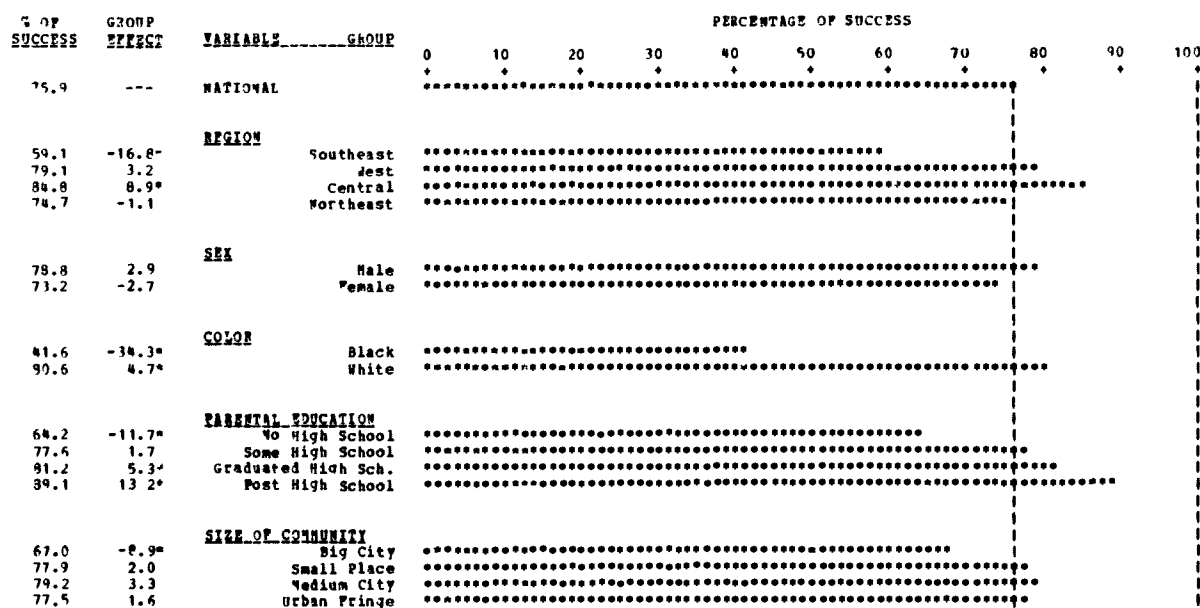 % OF GROUP PERCENTAGE OF SUCCESS
SUCCESS EFFECT VARIABLE GROUP
0 10 20 30 40 50 60 70 80 90 100
75.9 --- NATIONAL
REGION
59.1 -16.8* Southeast
79.1 3.2 West
84.8 8.9* Central
74.7 -1.1 Northeast
SEX
78.8 2.9 Male
73.2 -2.7 Female
COLOR
41.6 -34.3* Black
80.6 4.7* White
PARENTAL EDUCATION
64.2 -11.7* No High School
77.6 1.7 Some High School
81.2 5.3* Graduated High Sch.
89.1 13.2* Post High School
SIZE OF COMMUNITY
67.0 -8.9* Big City
77.9 2.0 Small Place
79.2 3.3 Medium City
77.5 1.6 Urban Fringe